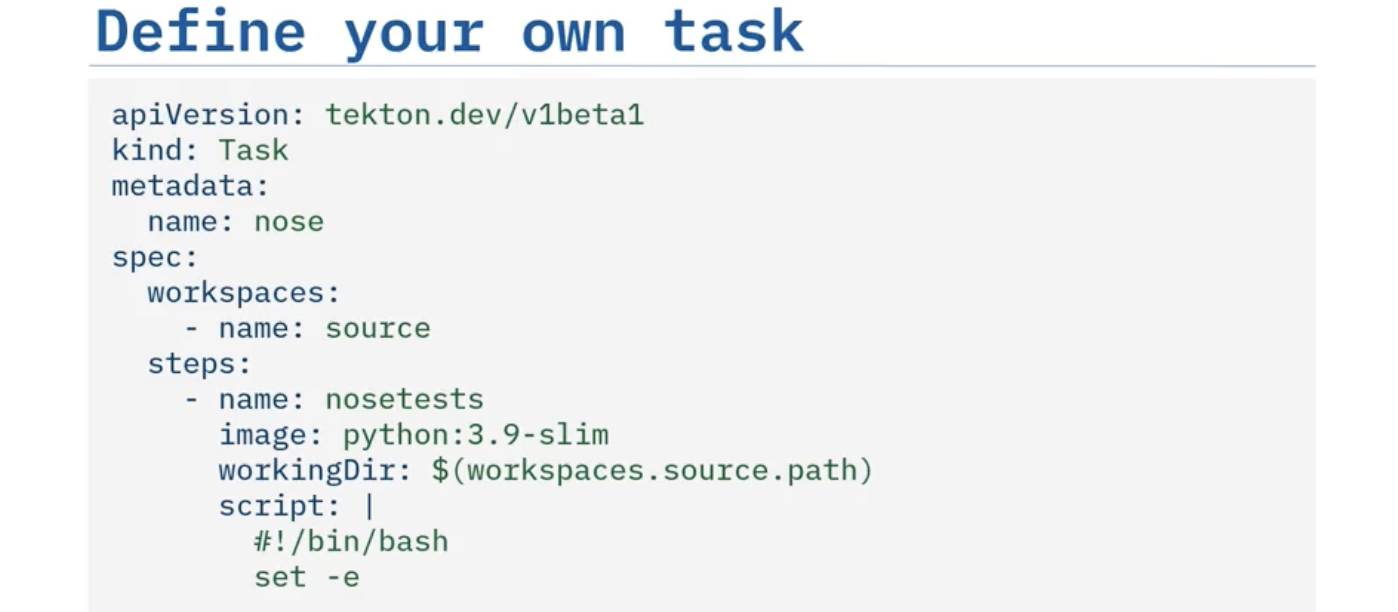 Define your own task
apiVersion: tekton.dev/v1beta1
kind: Task
metadata:
  name: nose
spec:
  workspaces:
    - name: source
  steps:
    - name: nosetests
      image: python:3.9-slim
      workingDir: $(workspaces.source.path)
      script: |
        #!/bin/bash
        set -e